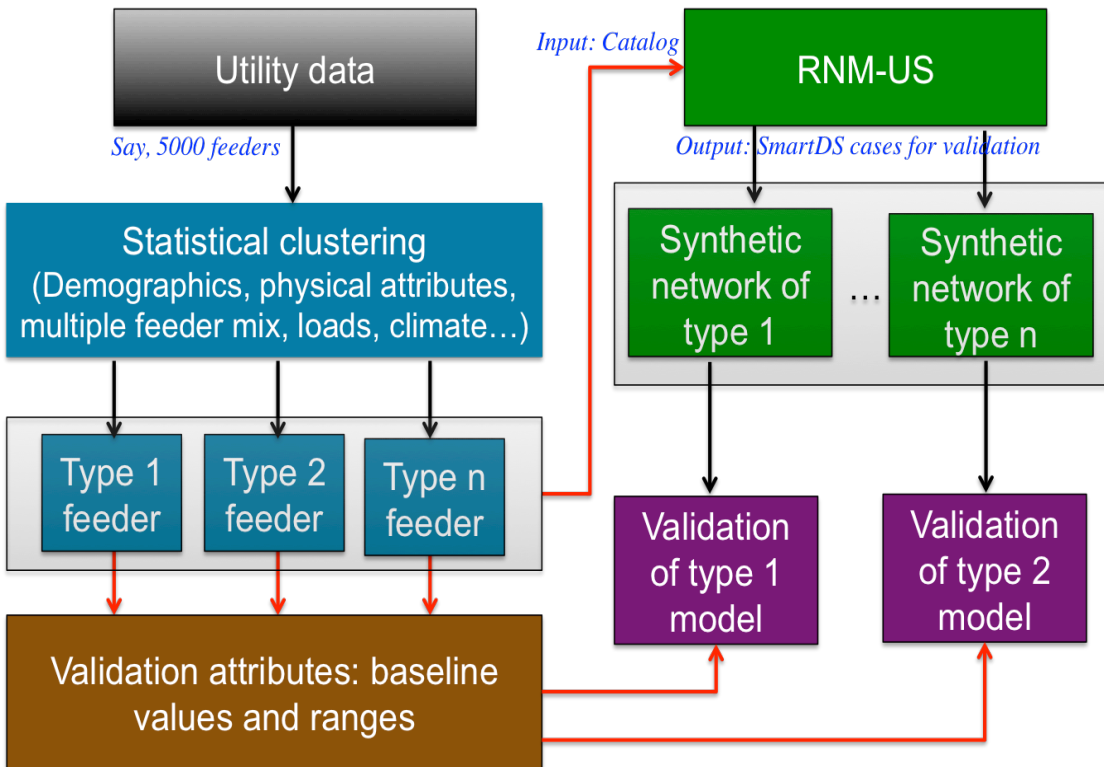 Utility data
Say, 5000 feeders
Statistical clustering
(Demographics, physical attributes,
multiple feeder mix, loads, climate…)
Type 1
feeder
Type 2
feeder
Type n
feeder
Validation attributes: baseline
values and ranges
Input: Catalog
RNM-US
Output: SmartDS cases for validation
Synthetic
network of
type 1
...
Synthetic
network of
type n
Validation
of type 1
model
Validation
of type 2
model